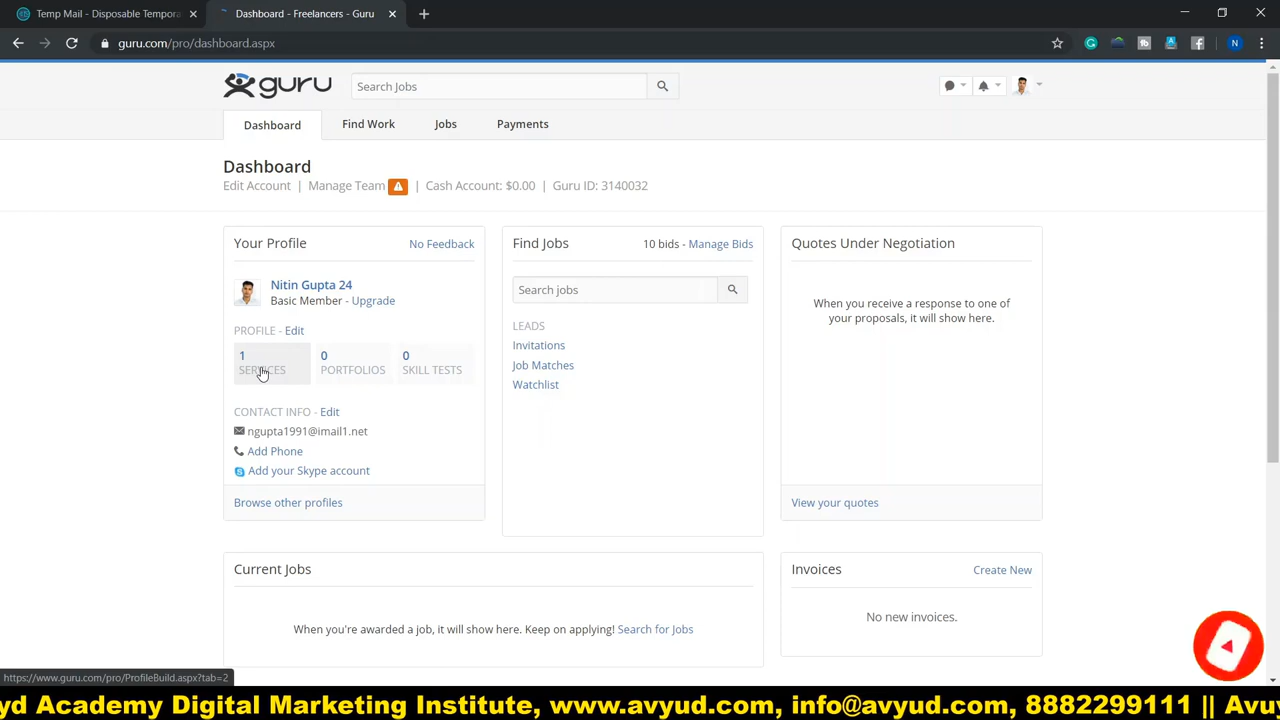 Temp Mail - Disposable Tempora
Dashboard - Freelancers - Guru
guru.com/pro/dashboard.aspx
N
guru
Search Jobs
Dashboard
Find Work
Jobs
Payments
Dashboard
Edit Account | Manage Team | Cash Account: $0.00 | Guru ID: 3140032
Your Profile
No Feedback
Nitin Gupta 24
Basic Member - Upgrade
PROFILE - Edit
1
SERVICES
0
PORTFOLIOS
0
SKILL TESTS
CONTACT INFO - Edit
ngupta1991@imail1.net
Add Phone
Add your Skype account
Browse other profiles
Find Jobs
10 bids - Manage Bids
Search jobs
LEADS
Invitations
Job Matches
Watchlist
Quotes Under Negotiation
When you receive a response to one of
your proposals, it will show here.
View your quotes
Current Jobs
When you're awarded a job, it will show here. Keep on applying! Search for Jobs
Invoices
Create New
No new invoices.
https://www.guru.com/pro/ProfileBuild.aspx?tab=2
yd Academy Digital Marketing Institute, www.avyud.com, info@avyud.com, 8882299111 || Avu